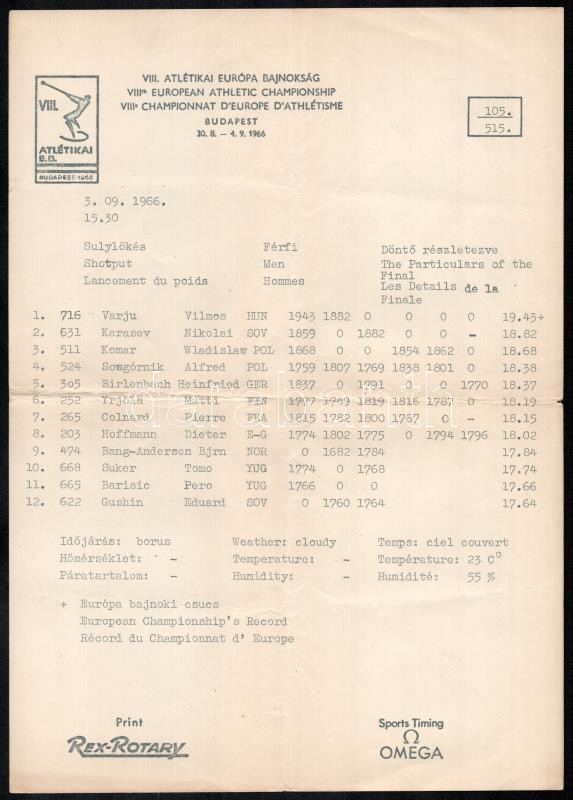 VIII. ATLÉTIKAI EURÓPA BAJNOKSÁG
VIIIth EUROPEAN ATHLETIC CHAMPIONSHIP
VIIIe CHAMPIONNAT D'EUROPE D'ATHLÉTISME
BUDAPEST
30. 8. — 4. 9. 1966
VIII.
ATLÉTIKAI
E.B.
BUDAPEST-1966
105.
515.
3. 09. 1966.
15.30
Sulylökés Férfi Döntő részletezve
Shotput Men The Particulars of the Final
Lancement du poids Hommes Les Details de la Finale
1. 716 Varju Vilmos HUN 1943 1882 0 0 0 0 19.43+
2. 631 Karasev Nikolai SOV 1859 0 1882 0 0 - 18.82
3. 511 Komar Wladislaw POL 1868 0 0 1854 1862 0 18.68
4. 524 Sosgórnik Alfred POL 1759 1807 1769 1838 1801 0 18.38
5. 305 Birlenbach Heinfried GER 1837 0 1791 0 1770 18.37
6. 252 Yrjölä Matti FIN 1777 1749 1819 1816 1787 0 18.19
7. 265 Colnard Pierre FRA 1815 1782 1800 1767 0 - 18.15
8. 203 Hoffmann Dieter E-G 1774 1802 1775 0 1794 1796 18.02
9. 474 Bang-Andersen Bjrn NOR 0 1682 1784 17.84
10. 668 Suker Tomo YUG 1774 0 1768 17.74
11. 665 Barisic Pero YUG 1766 0 0 17.66
12. 622 Gushin Eduard SOV 0 1760 1764 17.64
Időjárás: borus Weather: cloudy Temps: ciel couvert
Hőmérséklet: - Temperature: - Température: 23 C°
Páratartalom: - Humidity: - Humidité: 55 %
+ Európa bajnoki csucs
European Championship's Record
Récord du Championnat d' Europe
Print
REX-ROTARY
Sports Timing
Ω
OMEGA
darabanth